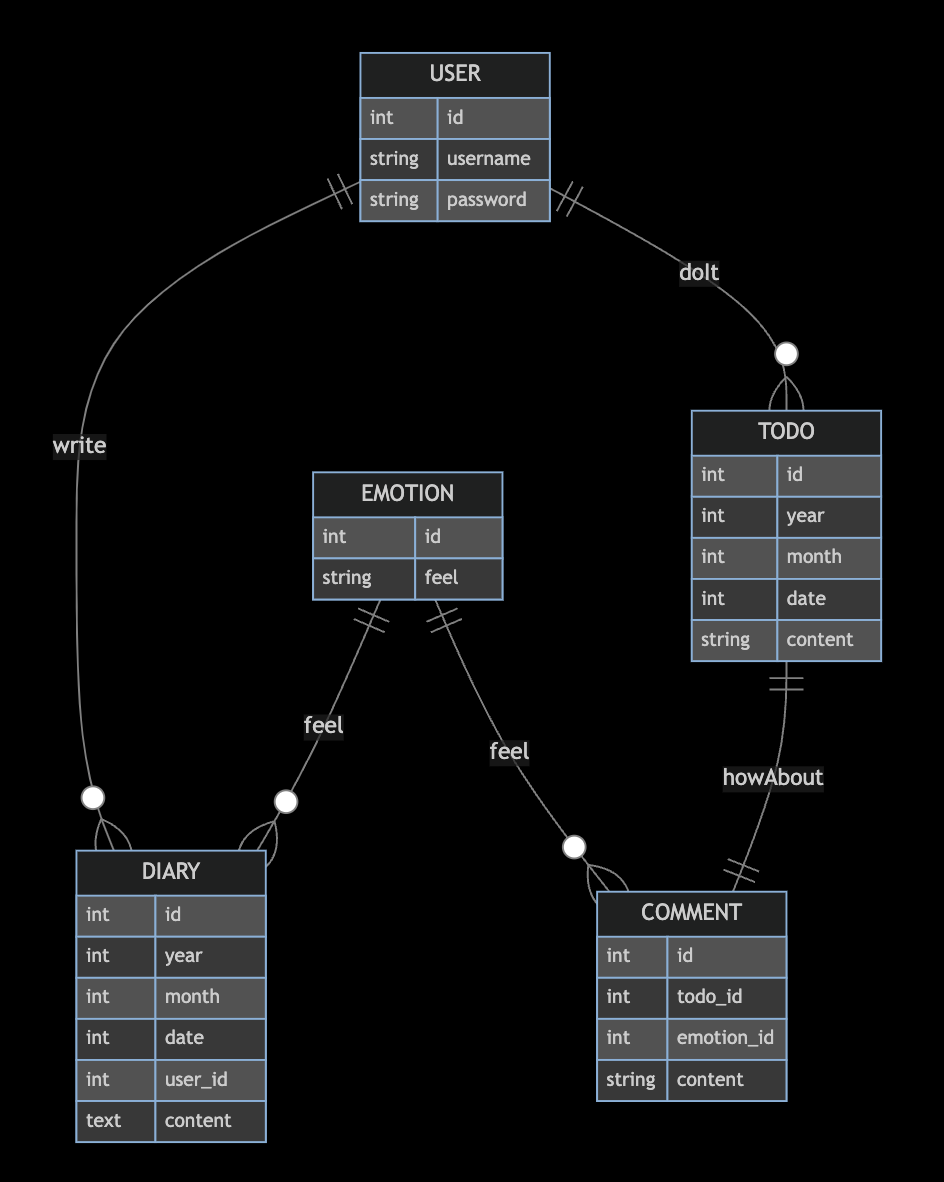 USER
int id
string username
string password
doIt
write
TODO
int id
int year
int month
int date
string content
EMOTION
int id
string feel
feel
feel
howAbout
DIARY
int id
int year
int month
int date
int user_id
text content
COMMENT
int id
int todo_id
int emotion_id
string content